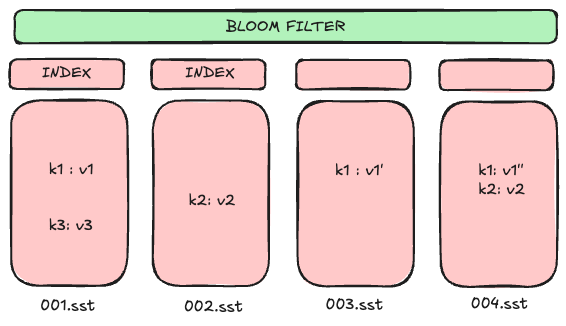 BLOOM FILTER
INDEX
INDEX
k1 : v1
k3: v3
k2: v2
k1 : v1'
k1: v1''
k2: v2
001.sst
002.sst
003.sst
004.sst